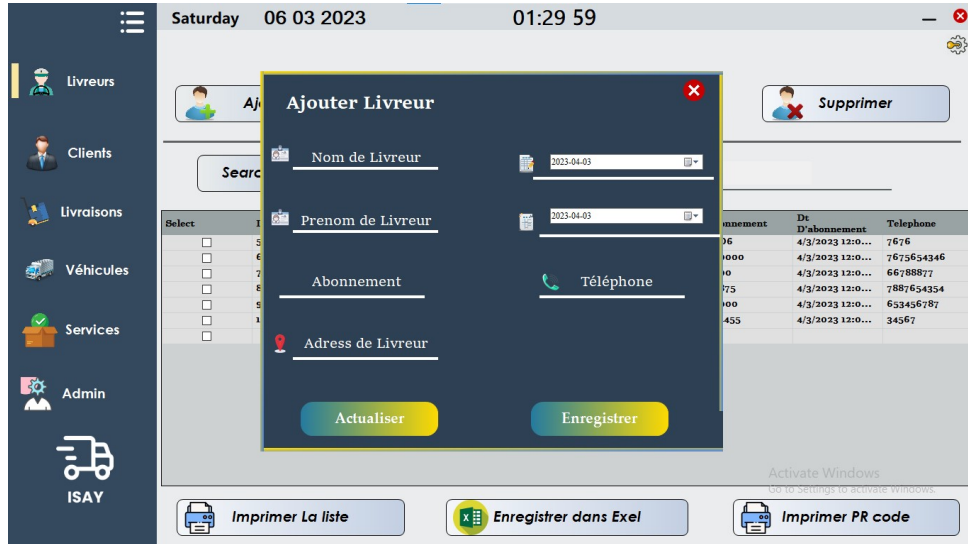 Saturday 06 03 2023 01:29 59
Livreurs
Clients
Livraisons
Véhicules
Services
Admin
ISAY
Supprimer
Ajouter Livreur
Nom de Livreur
2023-04-03
Prenom de Livreur
2023-04-03
Abonnement
Téléphone
Adress de Livreur
Actualiser
Enregistrer
Select Dt D'abonnement Telephone
4/3/2023 12:0... 7676
4/3/2023 12:0... 7675654346
4/3/2023 12:0... 66788877
4/3/2023 12:0... 7887654354
4/3/2023 12:0... 653456787
4/3/2023 12:0... 34567
Activate Windows
Go to Settings to activate Windows.
Imprimer La liste
Enregistrer dans Exel
Imprimer PR code